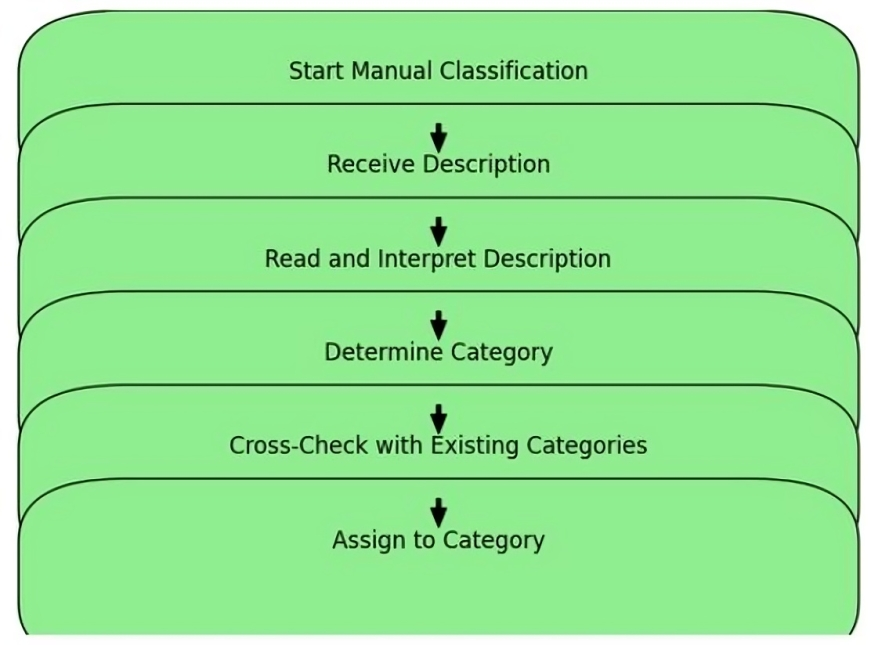 Start Manual Classification
Receive Description
Read and Interpret Description
Determine Category
Cross-Check with Existing Categories
Assign to Category